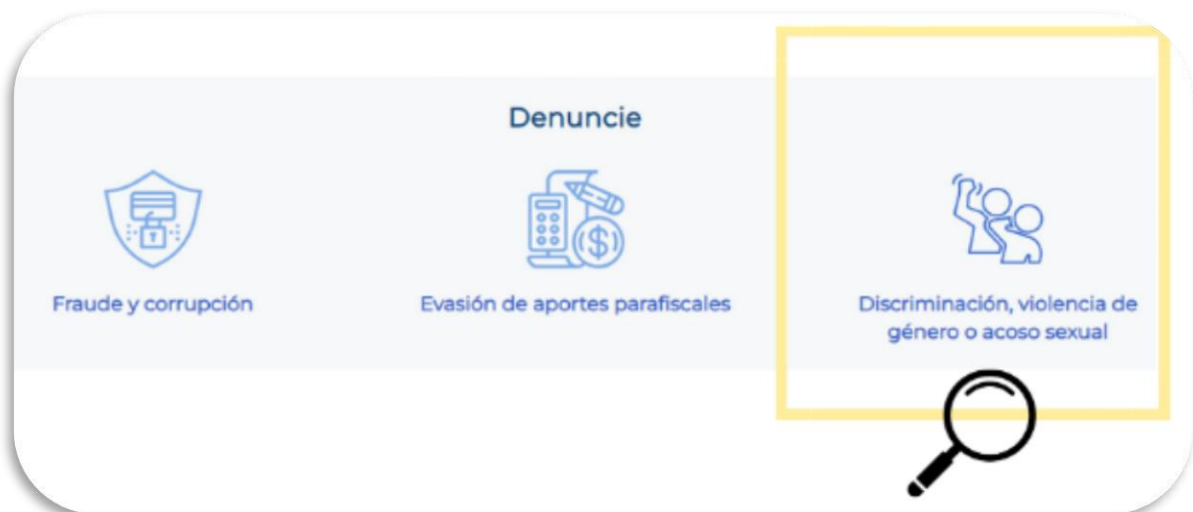 Denuncie
Fraude y corrupción
Evasión de aportes parafiscales
Discriminación, violencia de
género o acoso sexual